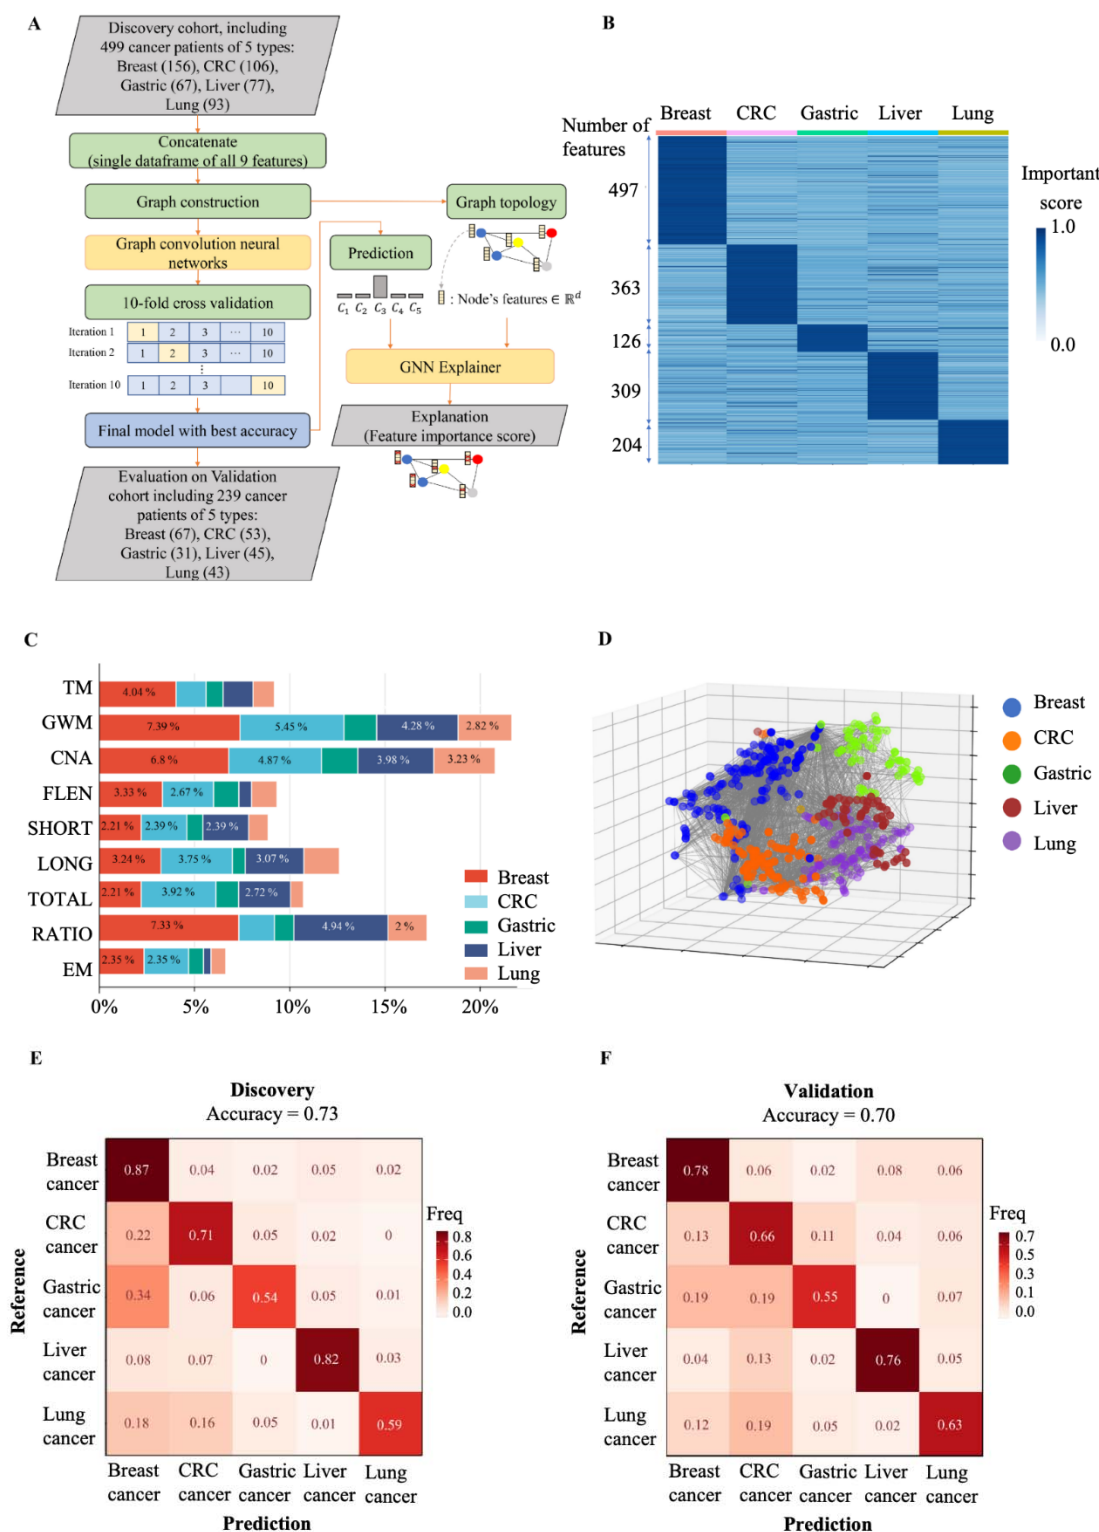 A
Discovery cohort, including
499 cancer patients of 5 types:
Breast (156), CRC (106),
Gastric (67), Liver (77)
Lung (93)
Concatenate
(single dataframe of all 9 features)
Graph construction
Graph topology
Graph convolution neural
networks
Prediction
C1 C2 C3 C4 C5
: Node's features ∈ ℝ^d
10-fold cross validation
Iteration 1 1 2 3 ... 10
Iteration 2 1 2 3 ... 10
⋮
Iteration 10 1 2 3 10
GNN Explainer
Final model with best accuracy
Explanation
(Feature importance score)
Evaluation on Validation
cohort including 239 cancer
patients of 5 types:
Breast (67), CRC (53),
Gastric (31), Liver (45),
Lung (43)
B
Breast CRC Gastric Liver Lung
Number of
features
497
363
126
309
204
Important
score
1.0
0.0
C
TM 4.04 %
GWM 7.39 % 5.45 % 4.28 % 2.82 %
CNA 6.8 % 4.87 % 3.98 % 3.23 %
FLEN 3.33 % 2.67 %
SHORT 2.21 % 2.39 % 2.39 %
LONG 3.24 % 3.75 % 3.07 %
TOTAL 2.21 % 3.92 % 2.72 %
RATIO 7.33 % 4.94 % 2 %
EM 2.35 % 2.35 %
0% 5% 10% 15% 20%
Breast
CRC
Gastric
Liver
Lung
D
Breast
CRC
Gastric
Liver
Lung
E
Discovery
Accuracy = 0.73
Reference
Breast
cancer
0.87 0.04 0.02 0.05 0.02
CRC
cancer
0.22 0.71 0.05 0.02 0
Gastric
cancer
0.34 0.06 0.54 0.05 0.01
Liver
cancer
0.08 0.07 0 0.82 0.03
Lung
cancer
0.18 0.16 0.05 0.01 0.59
Breast CRC Gastric Liver Lung
cancer cancer cancer cancer cancer
Prediction
Freq
0.8
0.6
0.4
0.2
0.0
F
Validation
Accuracy = 0.70
Reference
Breast
cancer
0.78 0.06 0.02 0.08 0.06
CRC
cancer
0.13 0.66 0.11 0.04 0.06
Gastric
cancer
0.19 0.19 0.55 0 0.07
Liver
cancer
0.04 0.13 0.02 0.76 0.05
Lung
cancer
0.12 0.19 0.05 0.02 0.63
Breast CRC Gastric Liver Lung
cancer cancer cancer cancer cancer
Prediction
Freq
0.7
0.5
0.3
0.1
0.0